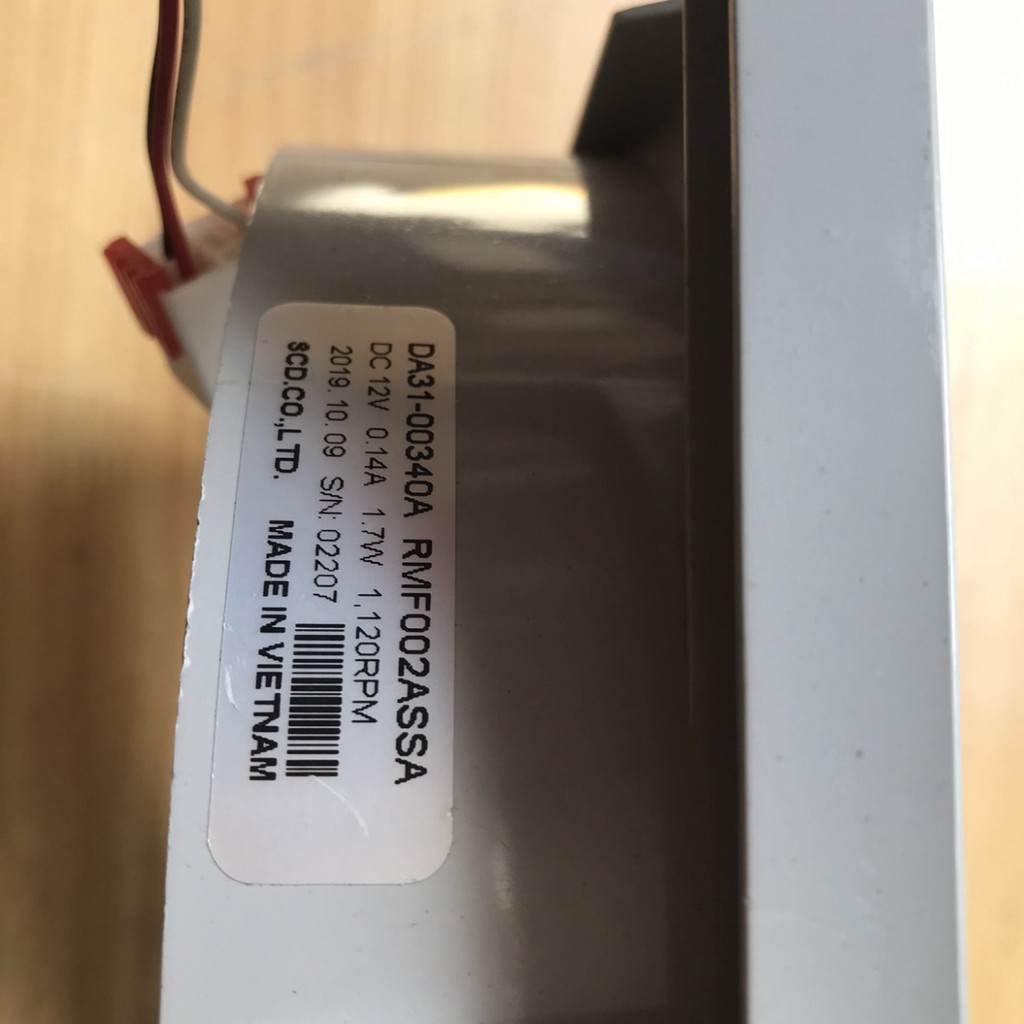 DA31-00340A RMF002ASSA
DC 12V 0.14A 1.7W 1,120RPM
2019. 10. 09 S/N: 02207
SCD.CO.,LTD. MADE IN VIETNAM